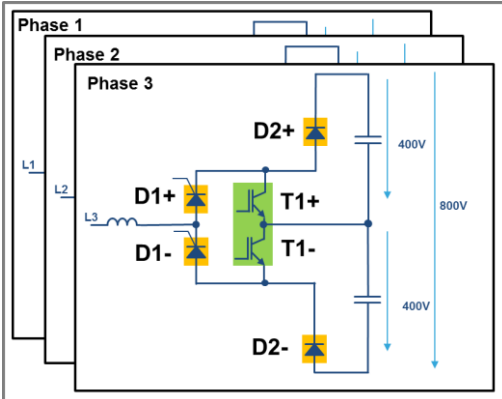 Phase 1
Phase 2
Phase 3
D2+
400V
D1+
T1+
L1
L2
800V
L3
D1-
T1-
400V
D2-